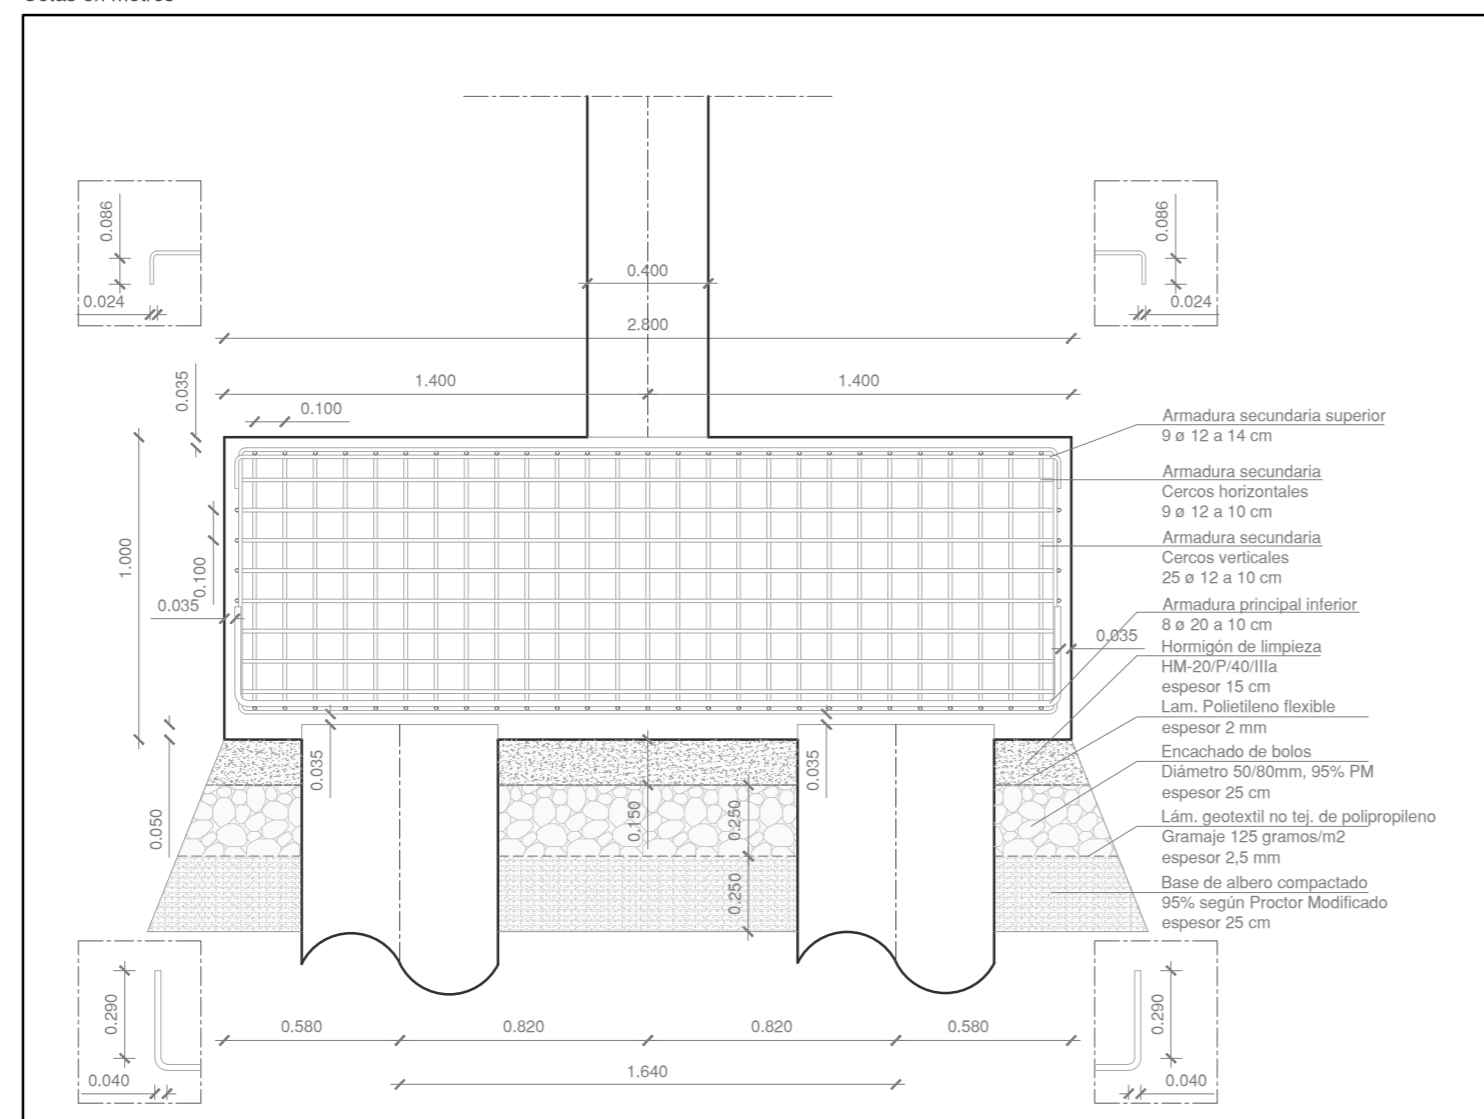 Cotas en metros
0.086
0.024
0.086
0.024
0.400
2.800
1.400
1.400
0.035
0.100
1.000
0.100
0.035
0.035
Armadura secundaria superior
9 ø 12 a 14 cm
Armadura secundaria
Cercos horizontales
9 ø 12 a 10 cm
Armadura secundaria
Cercos verticales
25 ø 12 a 10 cm
Armadura principal inferior
8 ø 20 a 10 cm
Hormigón de limpieza
HM-20/P/40/IIIa
espesor 15 cm
Lam. Polietileno flexible
espesor 2 mm
Encachado de bolos
Diámetro 50/80mm, 95% PM
espesor 25 cm
Lám. geotextil no tej. de polipropileno
Gramaje 125 gramos/m2
espesor 2,5 mm
Base de albero compactado
95% según Proctor Modificado
espesor 25 cm
0.050
0.035
0.150
0.250
0.035
0.250
0.290
0.040
0.580
0.820
0.820
0.580
1.640
0.290
0.040